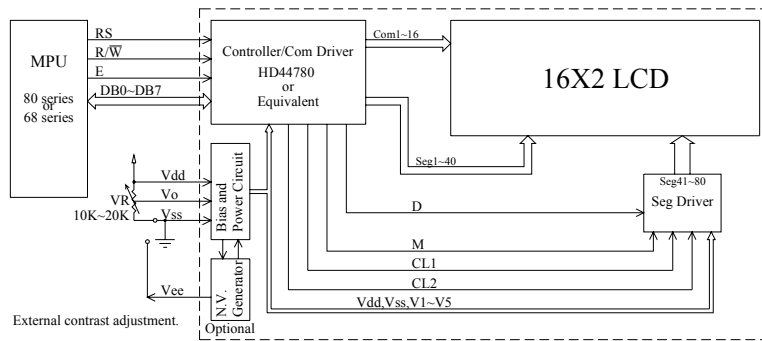 MPU
80 series
or
68 series
RS
R/W̅
E
DB0~DB7
Controller/Com Driver
HD44780
or
Equivalent
Com1~16
16X2 LCD
Seg1~40
Seg41~80
Seg Driver
D
M
CL1
CL2
Vdd,Vss,V1~V5
Bias and
Power Circuit
Vdd
Vo
Vss
VR
10K~20K
N.V.
Generator
Vee
Optional
External contrast adjustment.